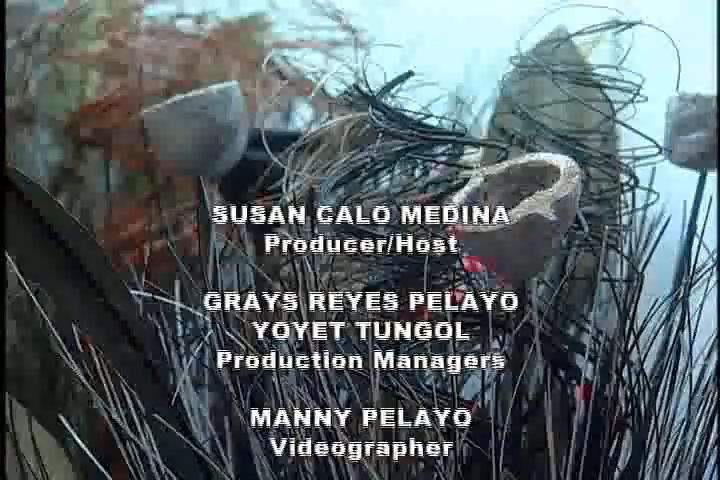 SUSAN CALO MEDINA
Producer/Host
GRAYS REYES PELAYO
YOYET TUNGOL
Production Managers
MANNY PELAYO
Videographer